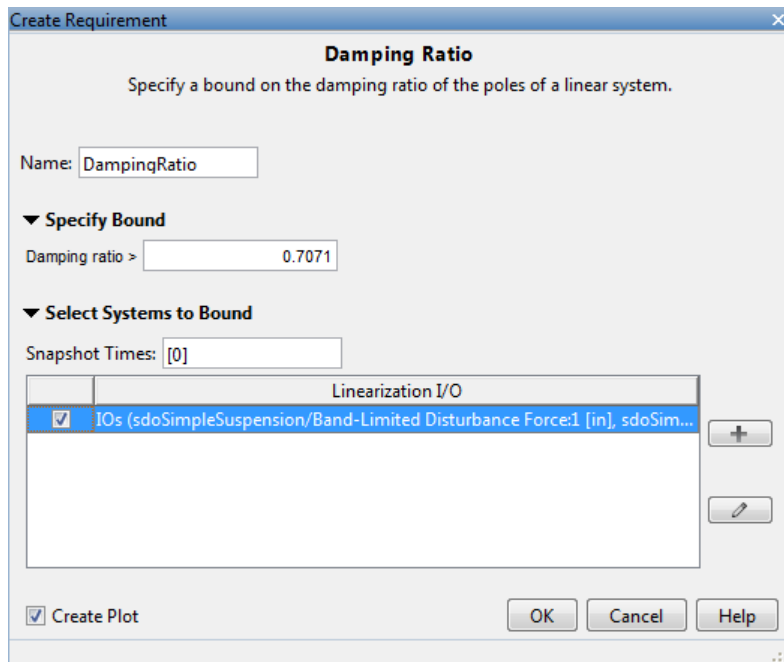 Create Requirement
Damping Ratio
Specify a bound on the damping ratio of the poles of a linear system.
Name: DampingRatio
Specify Bound
Damping ratio > 0.7071
Select Systems to Bound
Snapshot Times: [0]
Linearization I/O
IOs (sdoSimpleSuspension/Band-Limited Disturbance Force:1 [in], sdoSim...
Create Plot OK Cancel Help